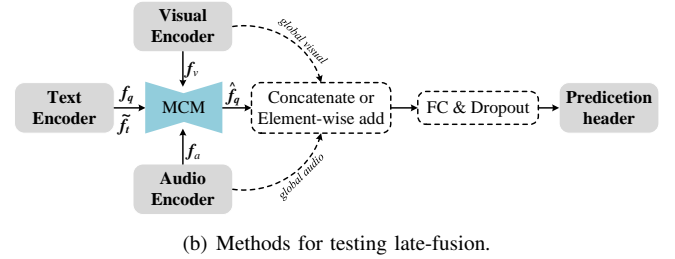 Visual
Encoder
global visual
f_v
Text
Encoder
f_q
f̃_t
MCM
f̂_q
Concatenate or
Element-wise add
FC & Dropout
Predicetion
header
f_a
global audio
Audio
Encoder
(b) Methods for testing late-fusion.